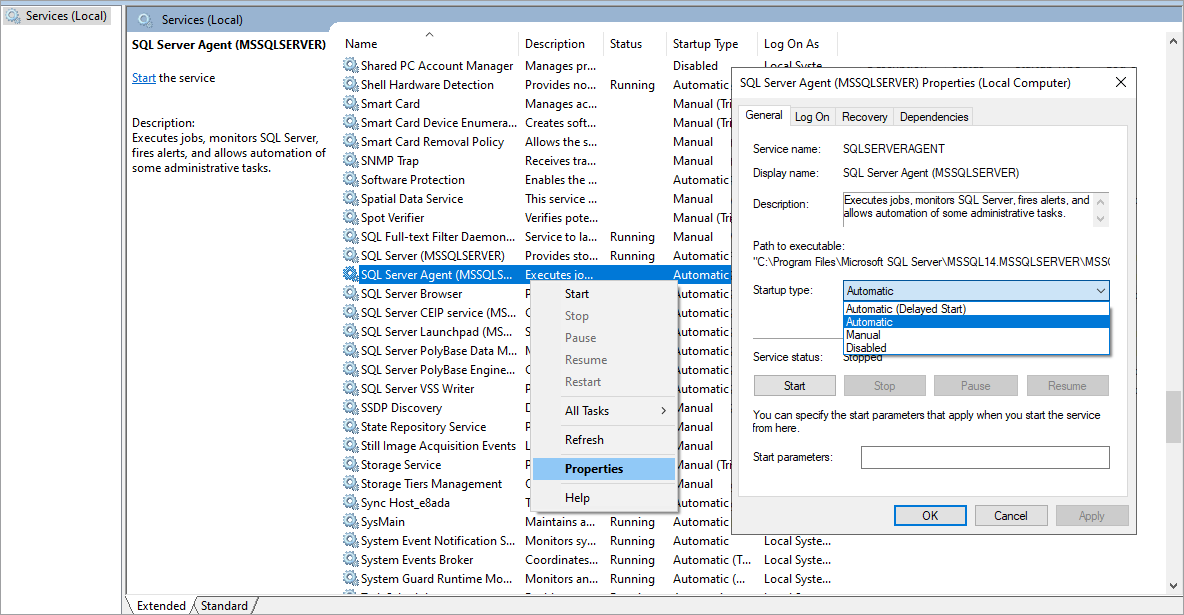 Services (Local)
Services (Local)
SQL Server Agent (MSSQLSERVER)
Start the service
Description:
Executes jobs, monitors SQL Server,
fires alerts, and allows automation of
some administrative tasks.
Name Description Status Startup Type Log On As
Shared PC Account Manager Manages pr... Disabled Local Syste...
Shell Hardware Detection Provides no... Running Automatic
Smart Card Manages ac... Manual (Tri
Smart Card Device Enumera... Creates soft... Manual (Tri
Smart Card Removal Policy Allows the s... Manual
SNMP Trap Receives tra... Manual
Software Protection Enables the ... Automatic
Spatial Data Service This service ... Manual
Spot Verifier Verifies pote... Manual (Tri
SQL Full-text Filter Daemon... Service to la... Running Manual
SQL Server (MSSQLSERVER) Provides sto... Running Automatic
SQL Server Agent (MSSQLS... Executes jo... Automatic
SQL Server Browser
SQL Server CEIP service (MS...
SQL Server Launchpad (MS...
SQL Server PolyBase Data M...
SQL Server PolyBase Engine...
SQL Server VSS Writer
SSDP Discovery
State Repository Service
Still Image Acquisition Events
Storage Service
Storage Tiers Management
Sync Host_e8ada
SysMain Maintains a... Running Automatic
System Event Notification S... Monitors sy... Running Automatic Local Syste...
System Events Broker Coordinates... Running Automatic (T... Local Syste...
System Guard Runtime Mo... Monitors an... Running Automatic (... Local Syste...
Extended Standard
Start
Stop
Pause
Resume
Restart
All Tasks
Refresh
Properties
Help
SQL Server Agent (MSSQLSERVER) Properties (Local Computer)
General Log On Recovery Dependencies
Service name: SQLSERVERAGENT
Display name: SQL Server Agent (MSSQLSERVER)
Description: Executes jobs, monitors SQL Server, fires alerts, and
allows automation of some administrative tasks.
Path to executable:
"C:\Program Files\Microsoft SQL Server\MSSQL14.MSSQLSERVER\MSSQ
Startup type: Automatic
Automatic (Delayed Start)
Automatic
Manual
Disabled
Service status: Stopped
Start Stop Pause Resume
You can specify the start parameters that apply when you start the service
from here.
Start parameters:
OK Cancel Apply